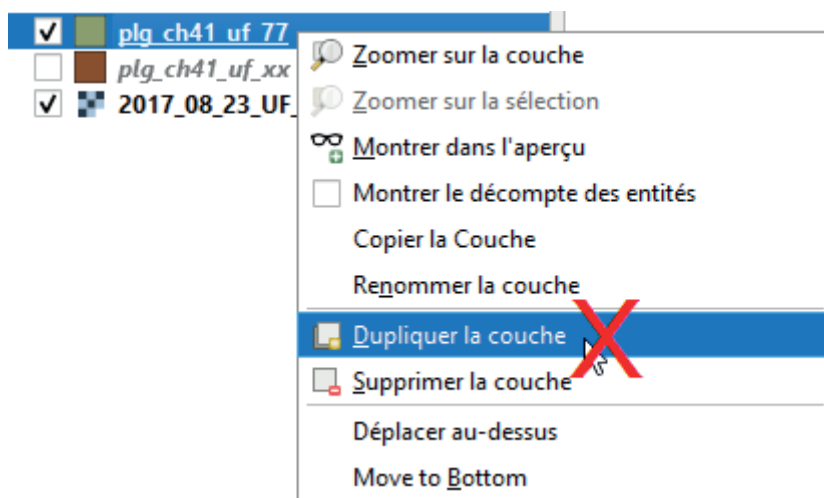 plg_ch41_uf_77
plg_ch41_uf_xx
2017_08_23_UF_
Zoomer sur la couche
Zoomer sur la sélection
Montrer dans l'aperçu
Montrer le décompte des entités
Copier la Couche
Renommer la couche
Dupliquer la couche
Supprimer la couche
Déplacer au-dessus
Move to Bottom